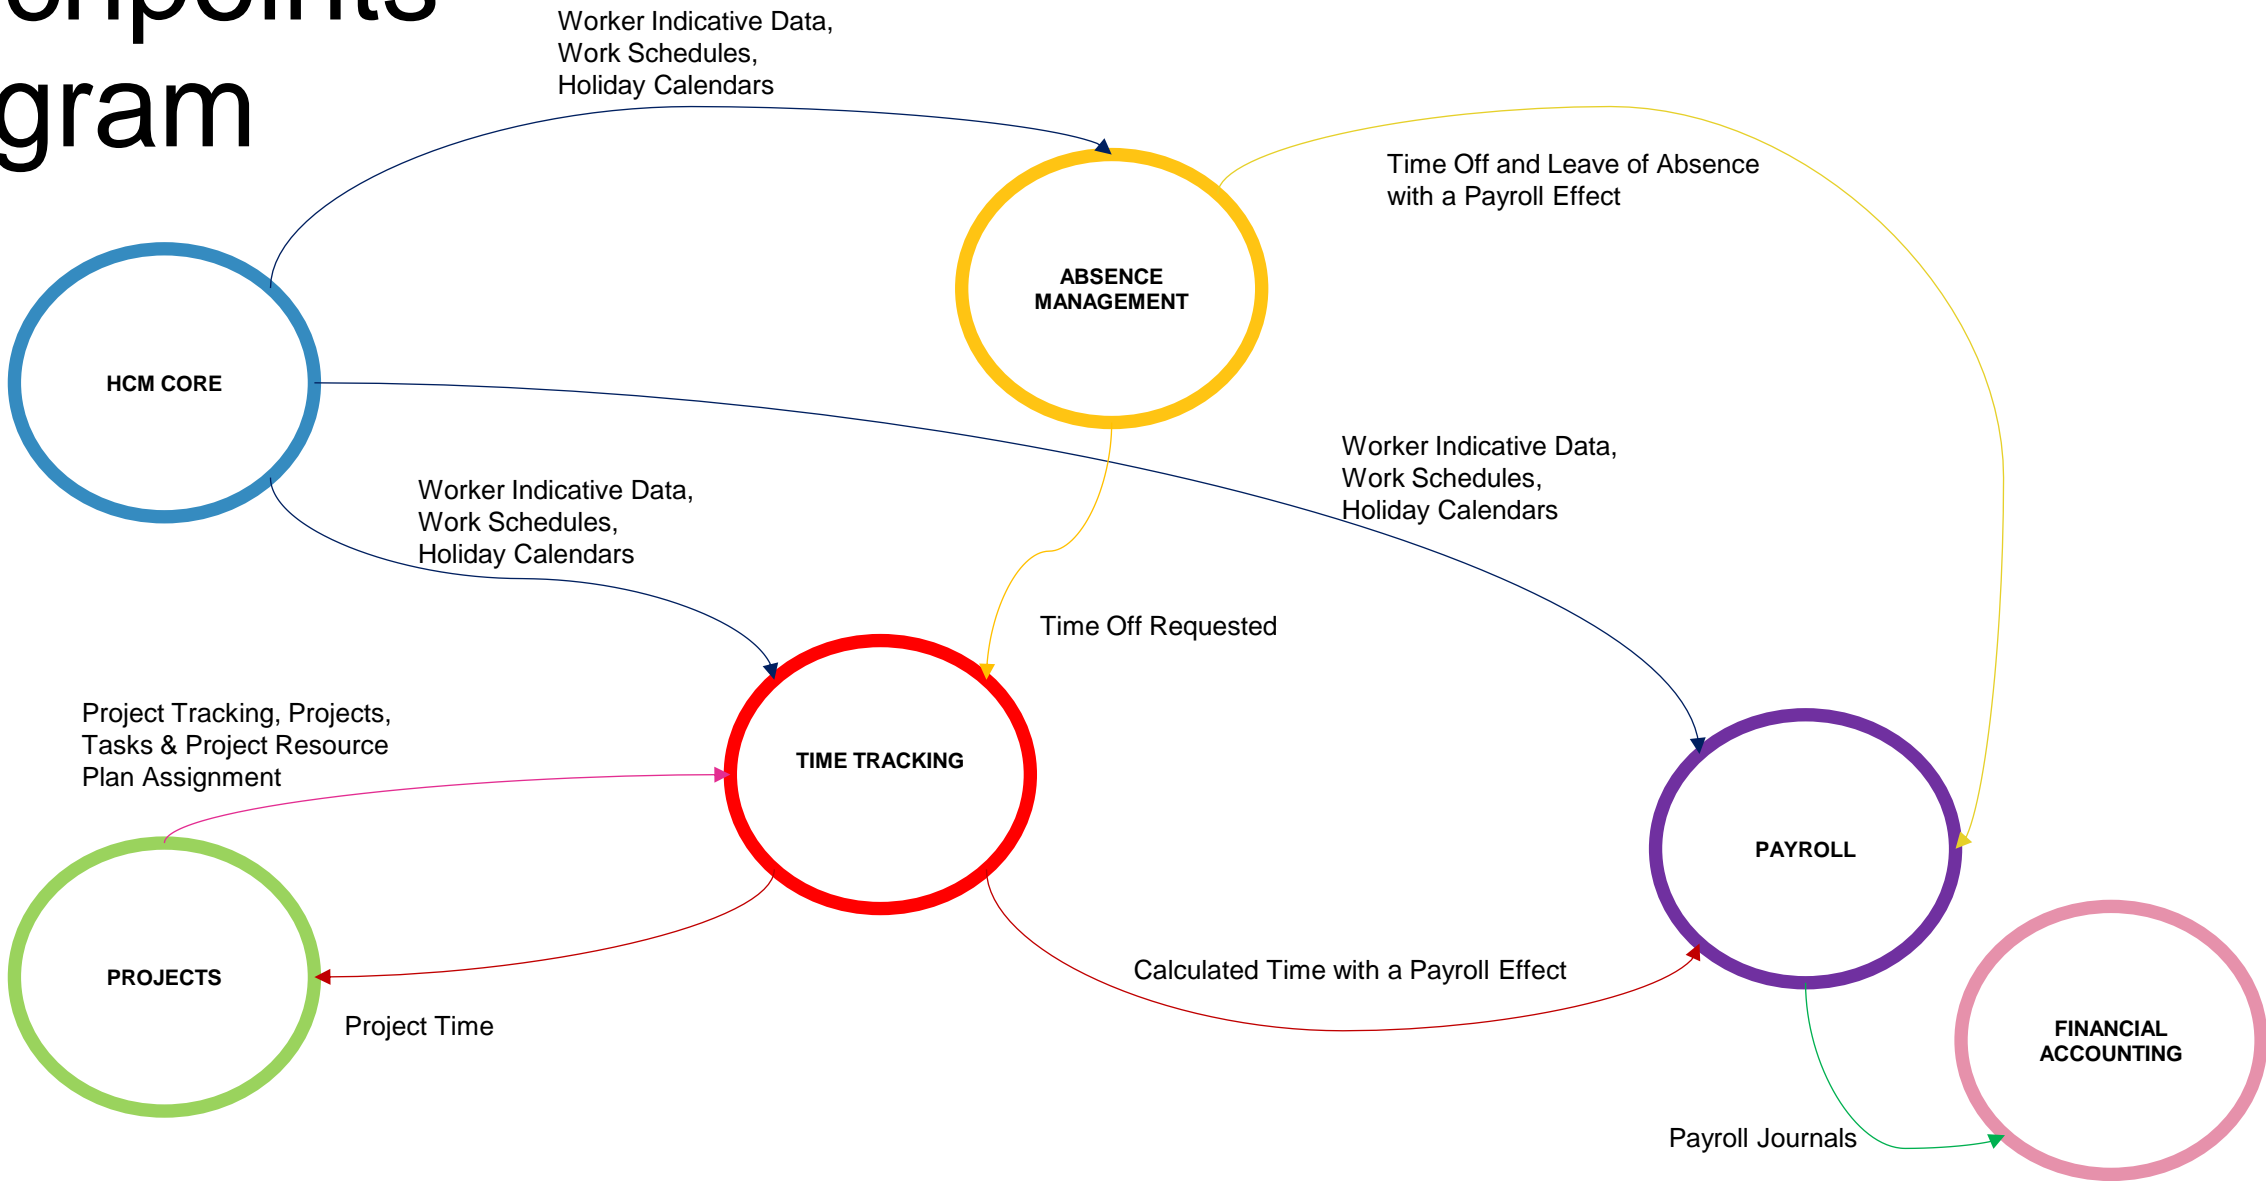 Worker Indicative Data,
Work Schedules,
Holiday Calendars
Time Off and Leave of Absence
with a Payroll Effect
ABSENCE
MANAGEMENT
HCM CORE
Worker Indicative Data,
Work Schedules,
Holiday Calendars
Worker Indicative Data,
Work Schedules,
Holiday Calendars
Time Off Requested
Project Tracking, Projects,
Tasks & Project Resource
Plan Assignment
TIME TRACKING
PAYROLL
PROJECTS
Calculated Time with a Payroll Effect
Project Time
FINANCIAL
ACCOUNTING
Payroll Journals